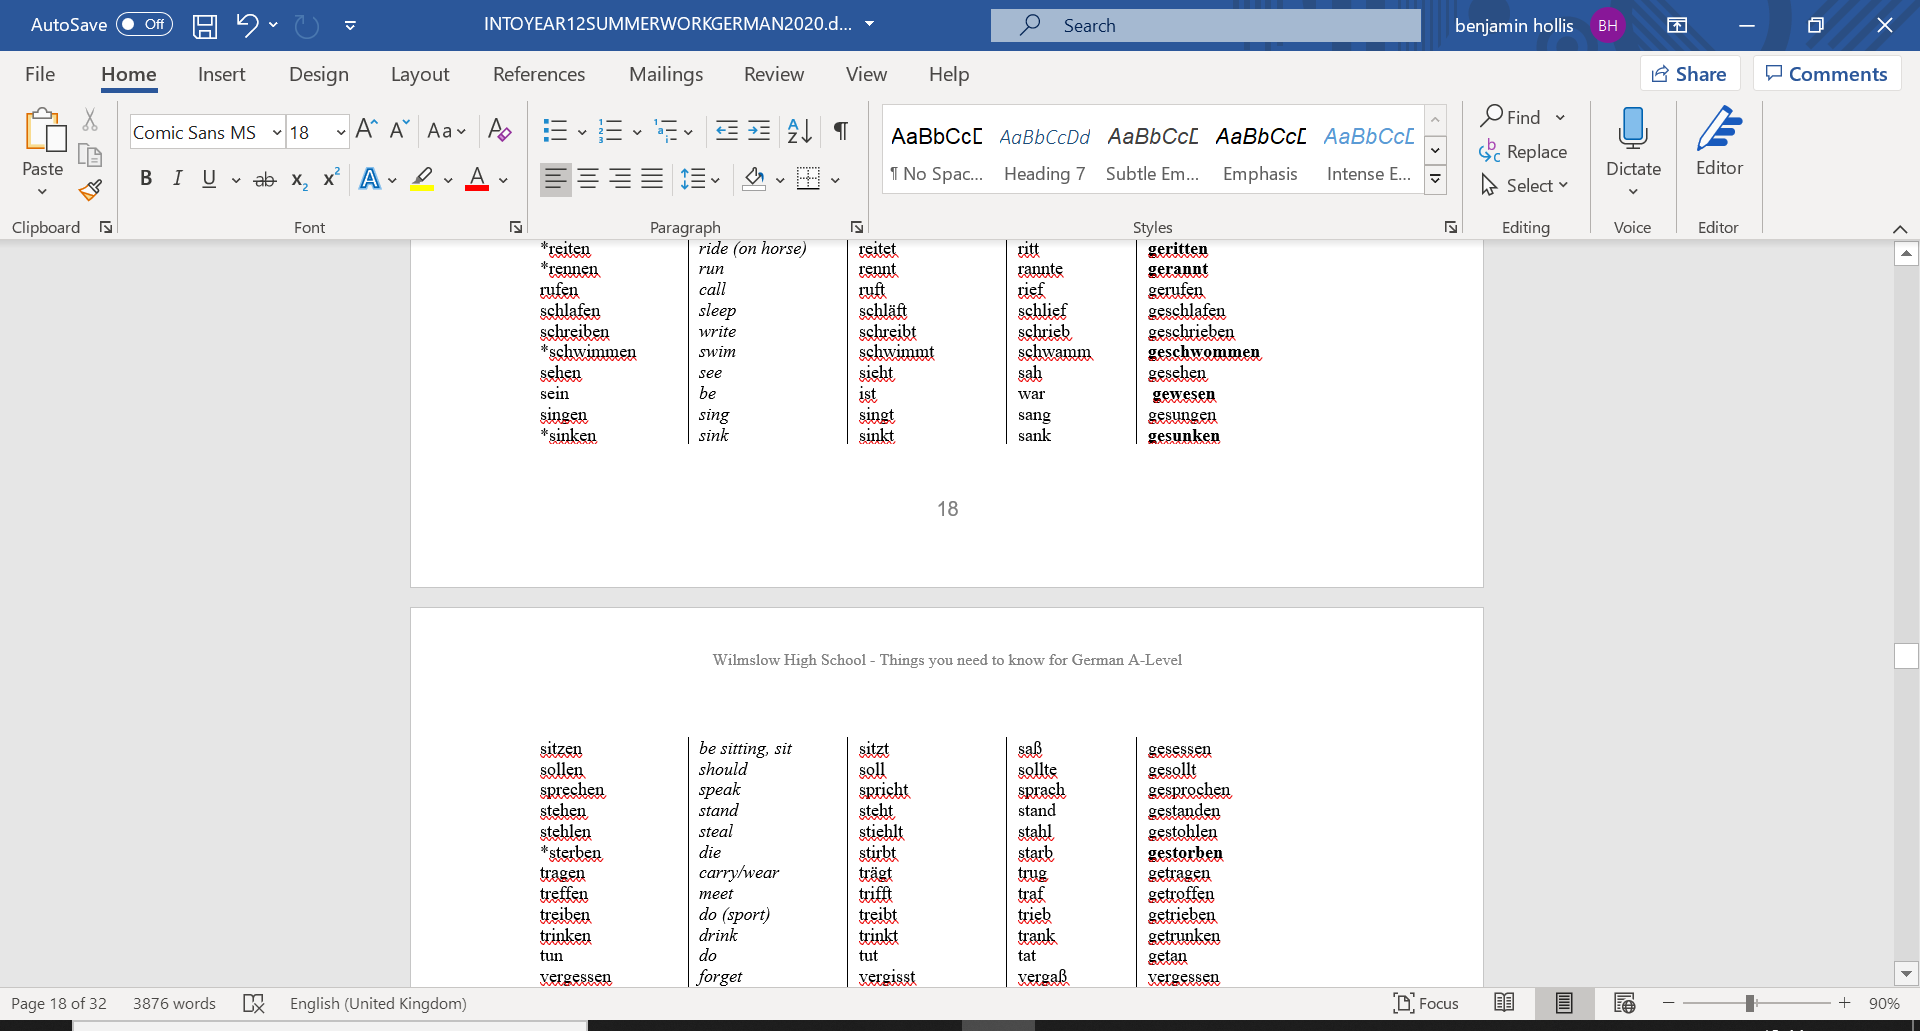 AutoSave Off INTOYEAR12SUMMERWORKGERMAN2020.d... Search benjamin hollis BH
File Home Insert Design Layout References Mailings Review View Help Share Comments
Comic Sans MS 18 Aa AaBbCcD AaBbCcDd AaBbCcD AaBbCcD AaBbCcD Find
Paste Replace Dictate Editor
B I U ab x₂ x² A A ¶ No Spac... Heading 7 Subtle Em... Emphasis Intense E... Select
Clipboard Font Paragraph Styles Editing Voice Editor
*reiten ride (on horse) reitet ritt geritten
*rennen run rennt rannte gerannt
rufen call ruft rief gerufen
schlafen sleep schläft schlief geschlafen
schreiben write schreibt schrieb geschrieben
*schwimmen swim schwimmt schwamm geschwommen
sehen see sieht sah gesehen
sein be ist war gewesen
singen sing singt sang gesungen
*sinken sink sinkt sank gesunken
18
Wilmslow High School - Things you need to know for German A-Level
sitzen be sitting, sit sitzt saß gesessen
sollen should soll sollte gesollt
sprechen speak spricht sprach gesprochen
stehen stand steht stand gestanden
stehlen steal stiehlt stahl gestohlen
*sterben die stirbt starb gestorben
tragen carry/wear trägt trug getragen
treffen meet trifft traf getroffen
treiben do (sport) treibt trieb getrieben
trinken drink trinkt trank getrunken
tun do tut tat getan
vergessen forget vergisst vergaß vergessen
Page 18 of 32 3876 words English (United Kingdom) Focus 90%